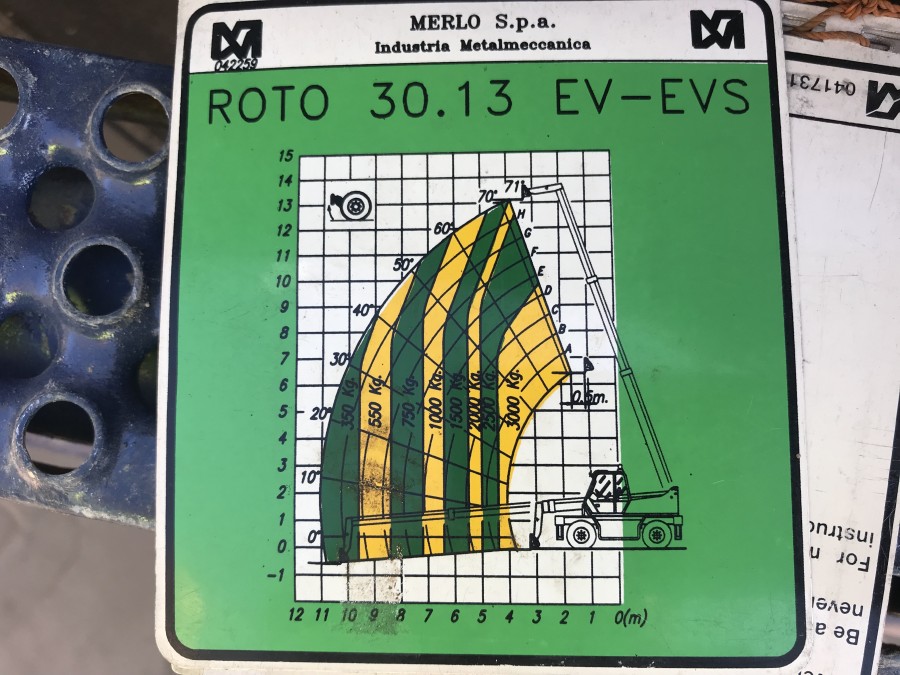 MERLO S.p.a.
Industria Metalmeccanica
042259
ROTO 30.13 EV-EVS
15
14
13
12
11
10
9
8
7
6
5
4
3
2
1
0
-1
71°
70°
60°
50°
40°
30°
20°
10°
0°
H
G
F
E
D
C
B
A
350 Kg.
550 Kg.
750 Kg.
1000 Kg.
1500 Kg.
2000 Kg.
2500 Kg.
3000 Kg.
0.5m.
12 11 10 9 8 7 6 5 4 3 2 1 0(m)
041731
instruc
For n
never
Be a